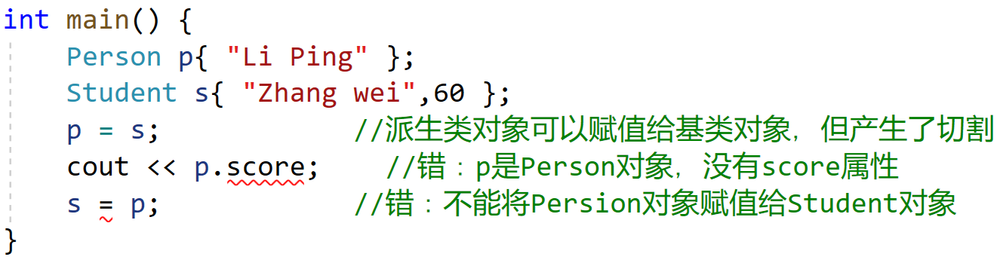 int main() {
Person p{ "Li Ping" };
Student s{ "Zhang wei",60 };
p = s; //派生类对象可以赋值给基类对象，但产生了切割
cout << p.score; //错：p是Person对象，没有score属性
s = p; //错：不能将Persion对象赋值给Student对象
}